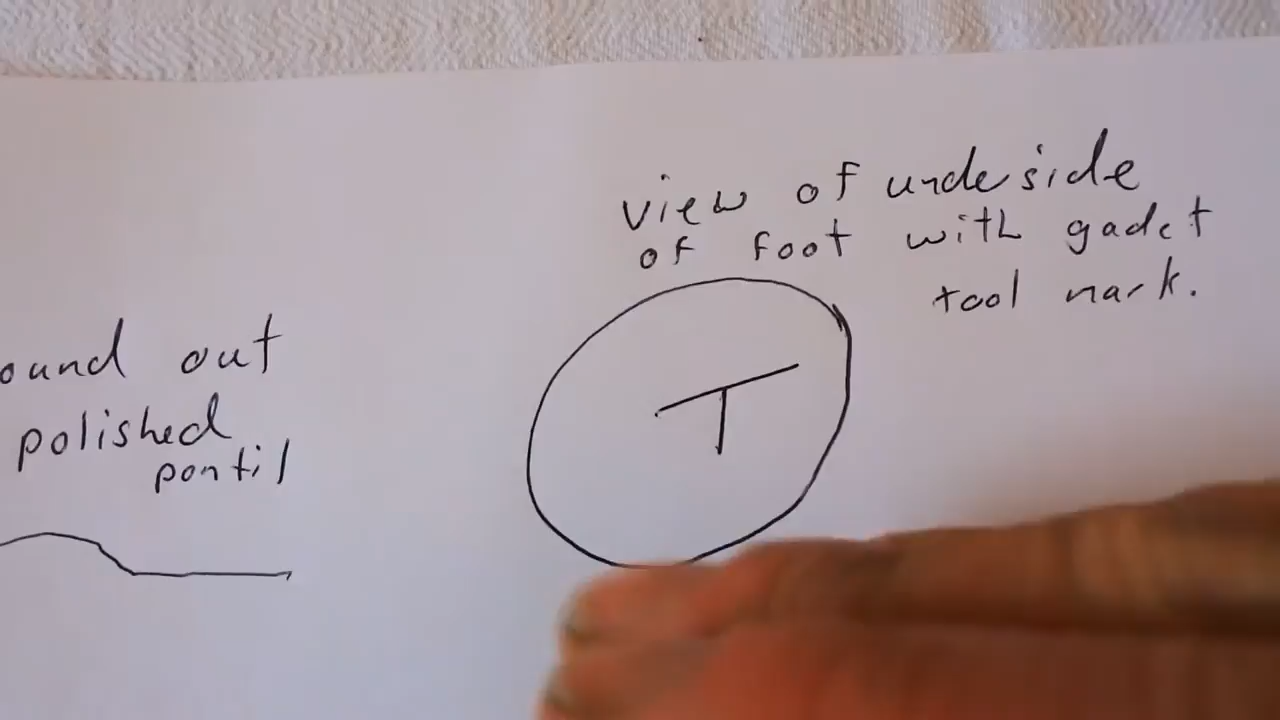 view of underside
of foot with gadet
tool mark.
ound out
polished
pontil
T